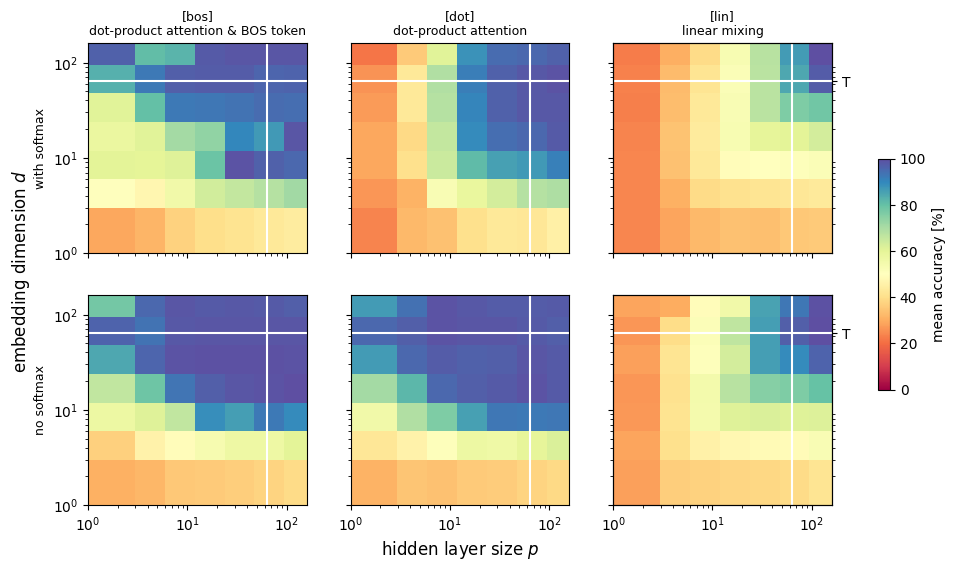 [bos]
dot-product attention & BOS token
[dot]
dot-product attention
[lin]
linear mixing
embedding dimension d
with softmax
10²
10¹
10⁰
T
no softmax
10²
10¹
10⁰
T
10⁰ 10¹ 10²
10⁰ 10¹ 10²
10⁰ 10¹ 10²
hidden layer size p
100
80
60
40
20
0
mean accuracy [%]